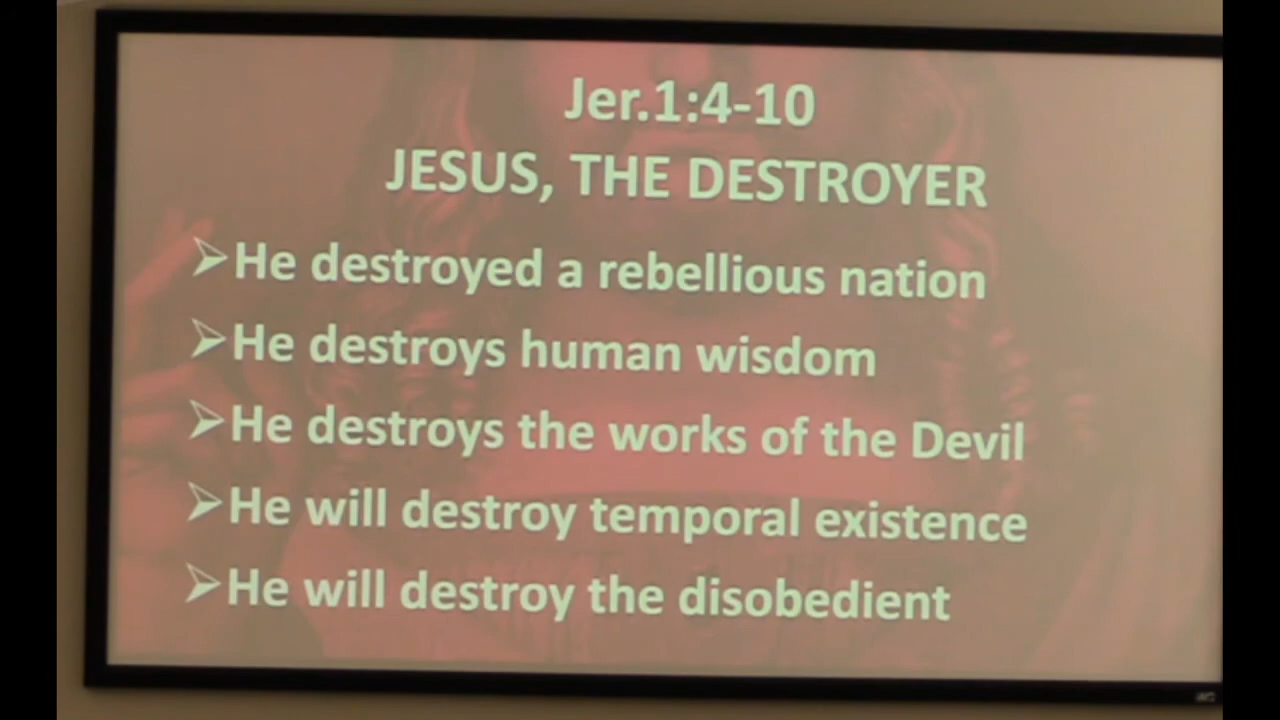 Jer.1:4-10
JESUS, THE DESTROYER
➢He destroyed a rebellious nation
➢He destroys human wisdom
➢He destroys the works of the Devil
➢He will destroy temporal existence
➢He will destroy the disobedient